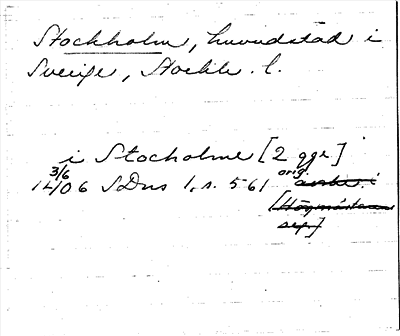 Stockholm, huvudstad i
Sverige, Stockh. l.
i Stocholme [2 ggr]
3/6
1406 SDns 1, s. 561 orig.